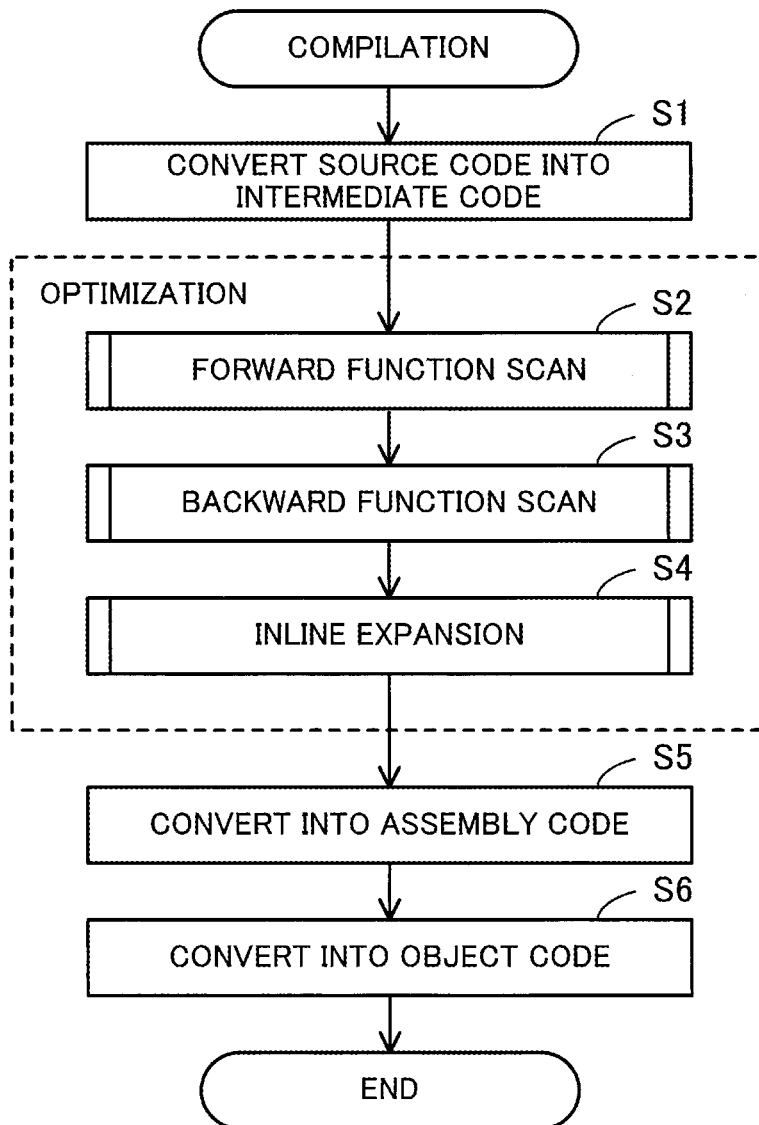 COMPILATION
S1
CONVERT SOURCE CODE INTO
INTERMEDIATE CODE
OPTIMIZATION
S2
FORWARD FUNCTION SCAN
S3
BACKWARD FUNCTION SCAN
S4
INLINE EXPANSION
S5
CONVERT INTO ASSEMBLY CODE
S6
CONVERT INTO OBJECT CODE
END